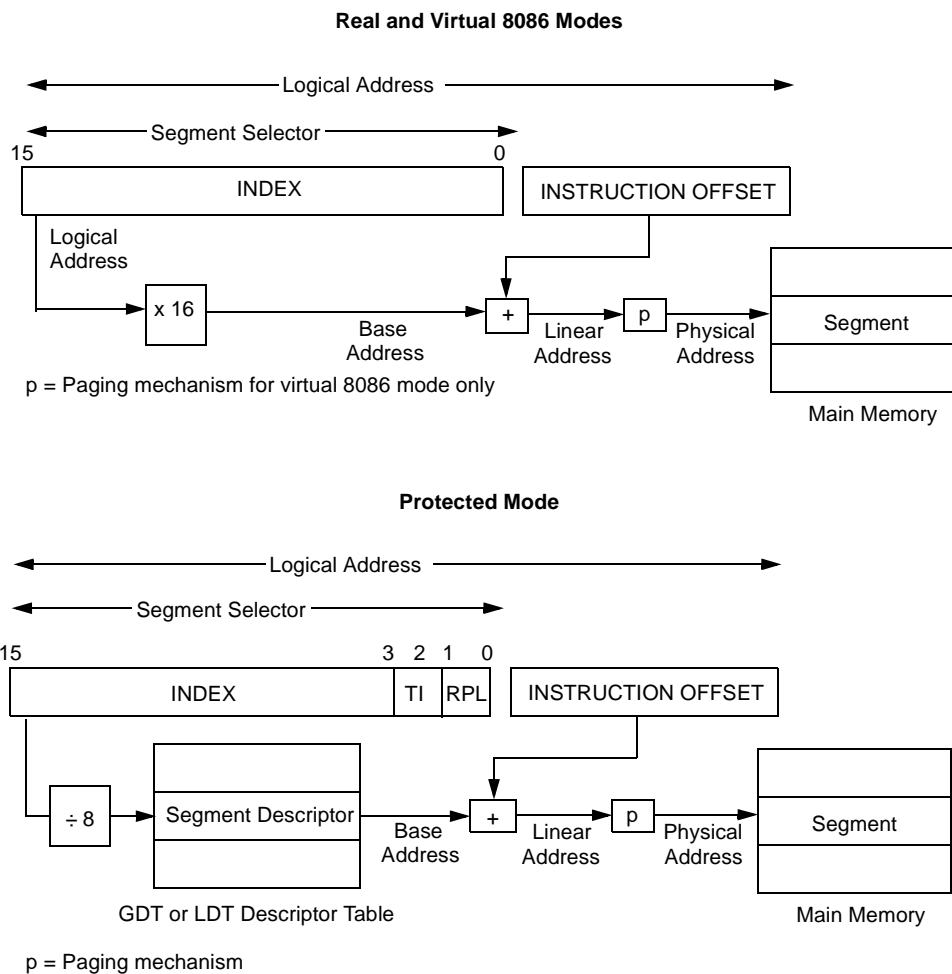 Real and Virtual 8086 Modes
Logical Address
Segment Selector
15 0
INDEX INSTRUCTION OFFSET
Logical
Address
x 16 + p Segment
Base
Address
Linear
Address
Physical
Address
p = Paging mechanism for virtual 8086 mode only
Main Memory
Protected Mode
Logical Address
Segment Selector
15 3 2 1 0
INDEX TI RPL INSTRUCTION OFFSET
÷ 8 Segment Descriptor + p Segment
Base
Address
Linear
Address
Physical
Address
GDT or LDT Descriptor Table Main Memory
p = Paging mechanism